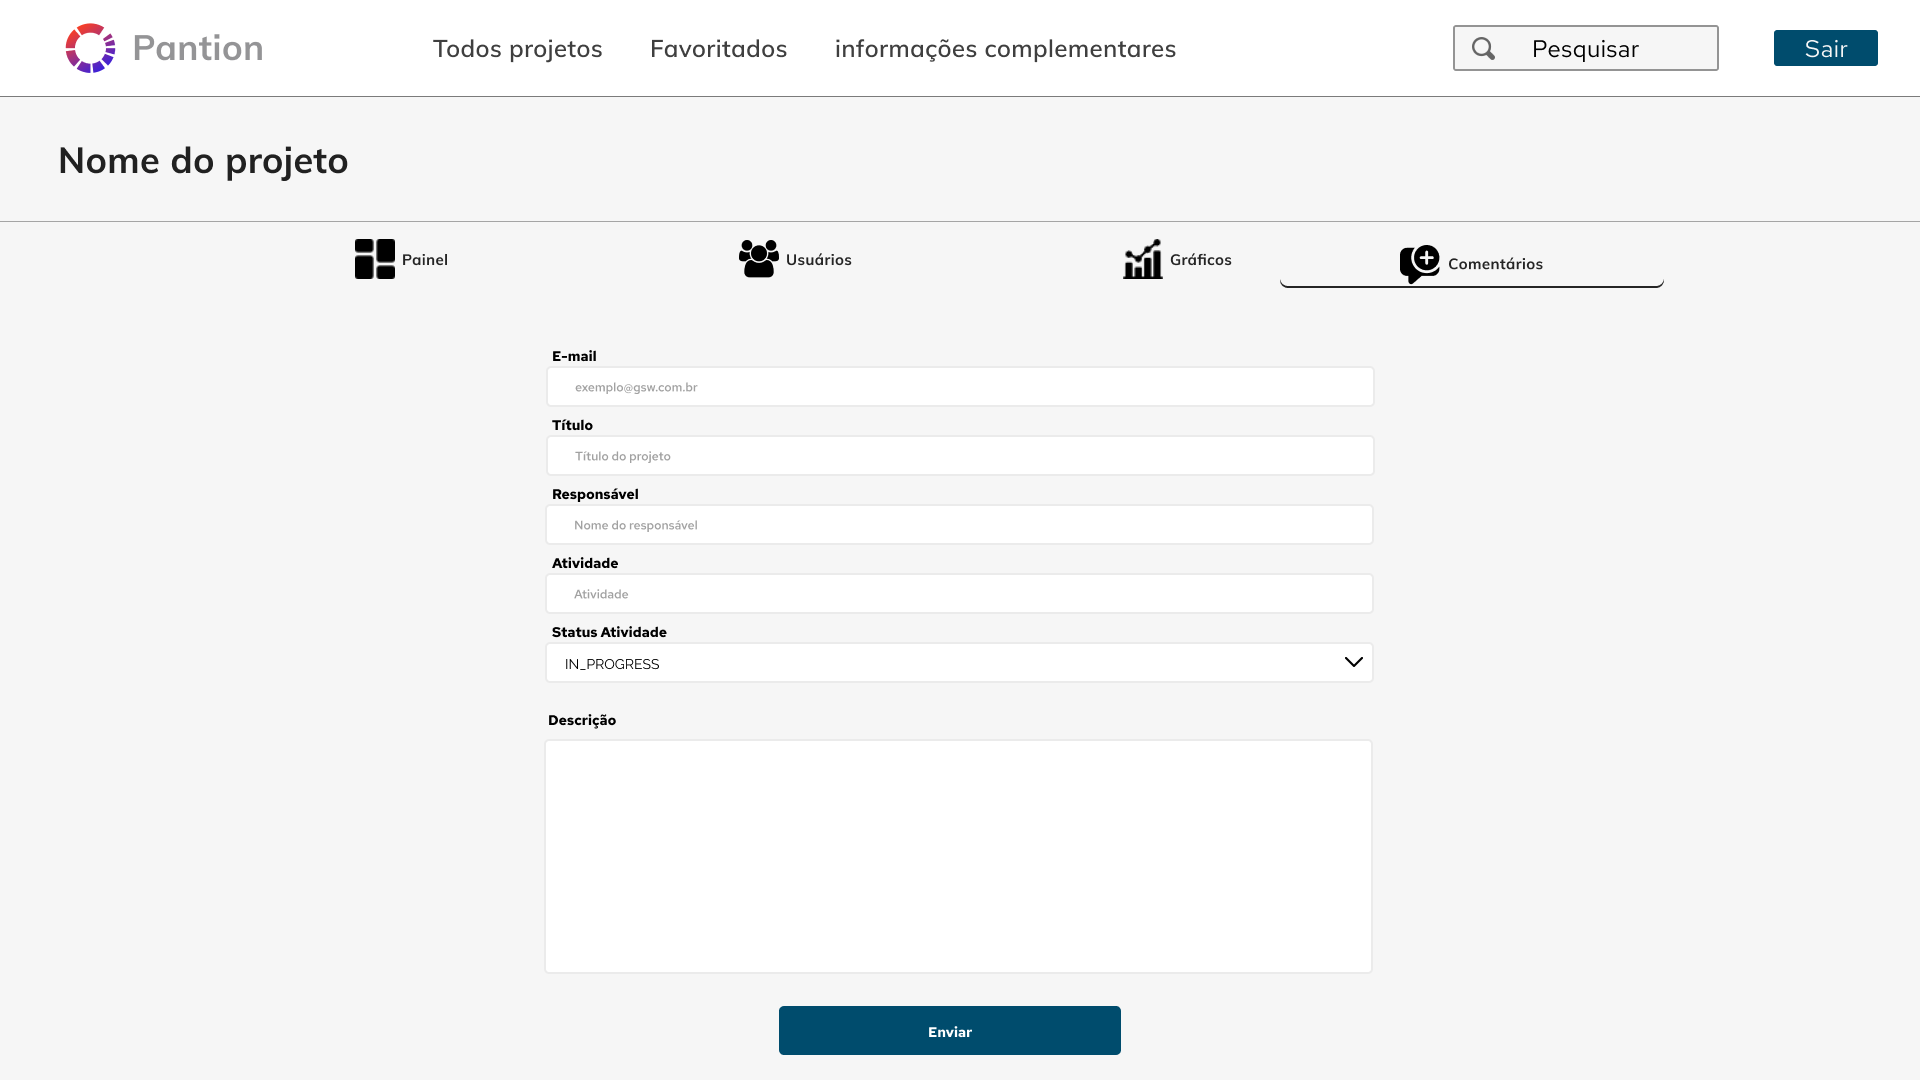 Pantion
Todos projetos
Favoritados
informações complementares
Pesquisar
Sair
Nome do projeto
Painel
Usuários
Gráficos
Comentários
E-mail
exemplo@gsw.com.br
Título
Título do projeto
Responsável
Nome do responsável
Atividade
Atividade
Status Atividade
IN_PROGRESS
Descrição
Enviar